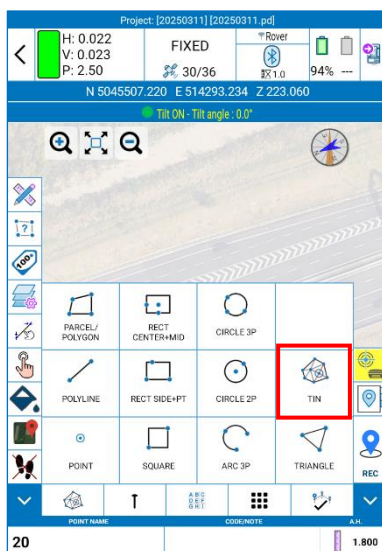 Project: [20250311] [20250311.pd]
H: 0.022
V: 0.023
P: 2.50
FIXED
30/36
Rover
1.0
94%
---
N 5045507.220 E 514293.234 Z 223.060
Tilt ON - Tilt angle : 0.0°
?
100+
PARCEL/
POLYGON
RECT
CENTER+MID
CIRCLE 3P
POLYLINE
RECT SIDE+PT
CIRCLE 2P
TIN
POINT
SQUARE
ARC 3P
TRIANGLE
REC
A B C
D E F
G H I
POINT NAME
CODE/NOTE
A.H.
20
1.800